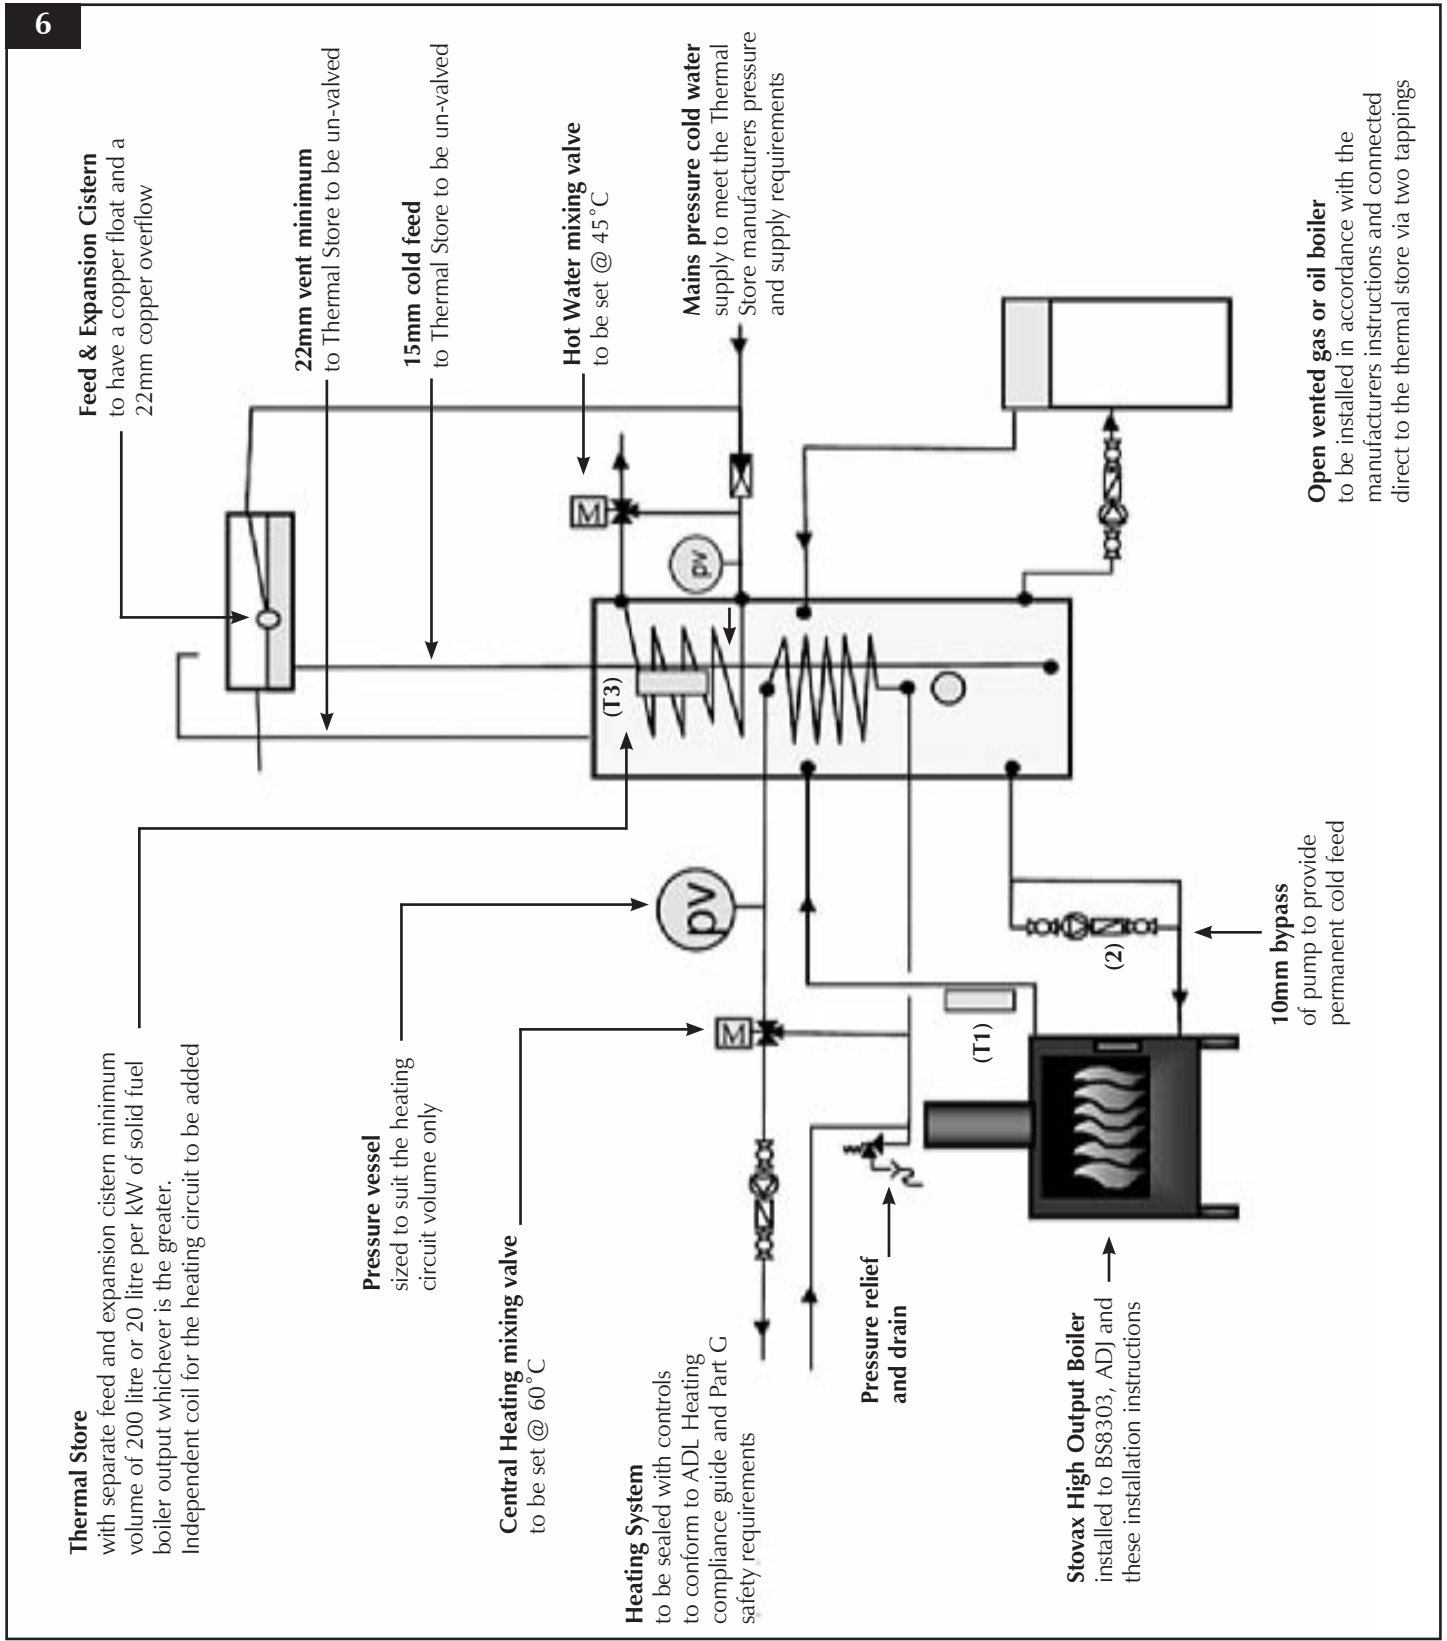 6
Thermal Store
with separate feed and expansion cistern minimum
volume of 200 litre or 20 litre per kW of solid fuel
boiler output whichever is the greater.
Independent coil for the heating circuit to be added
Feed & Expansion Cistern
to have a copper float and a
22mm copper overflow
22mm vent minimum
to Thermal Store to be un-valved
15mm cold feed
to Thermal Store to be un-valved
Pressure vessel
sized to suit the heating
circuit volume only
Central Heating mixing valve
to be set @ 60˚C
Hot Water mixing valve
to be set @ 45˚C
Mains pressure cold water
supply to meet the Thermal
Store manufacturers pressure
and supply requirements
Heating System
to be sealed with controls
to conform to ADL Heating
compliance guide and Part G
safety requirements
M
pv
(T3)
pv
M
Pressure relief
and drain
(T1)
(2)
Stovax High Output Boiler
installed to BS8303, ADJ and
these installation instructions
10mm bypass
of pump to provide
permanent cold feed
Open vented gas or oil boiler
to be installed in accordance with the
manufacturers instructions and connected
direct to the thermal store via two tappings